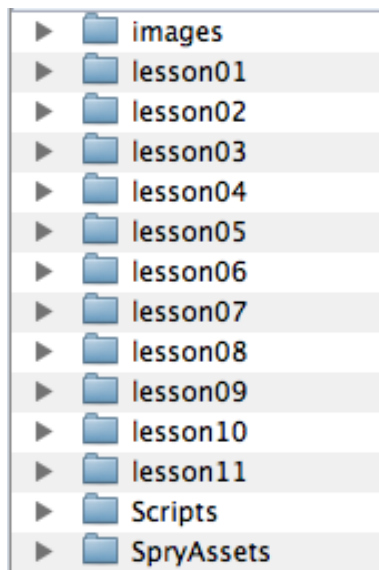 images
lesson01
lesson02
lesson03
lesson04
lesson05
lesson06
lesson07
lesson08
lesson09
lesson10
lesson11
Scripts
SpryAssets